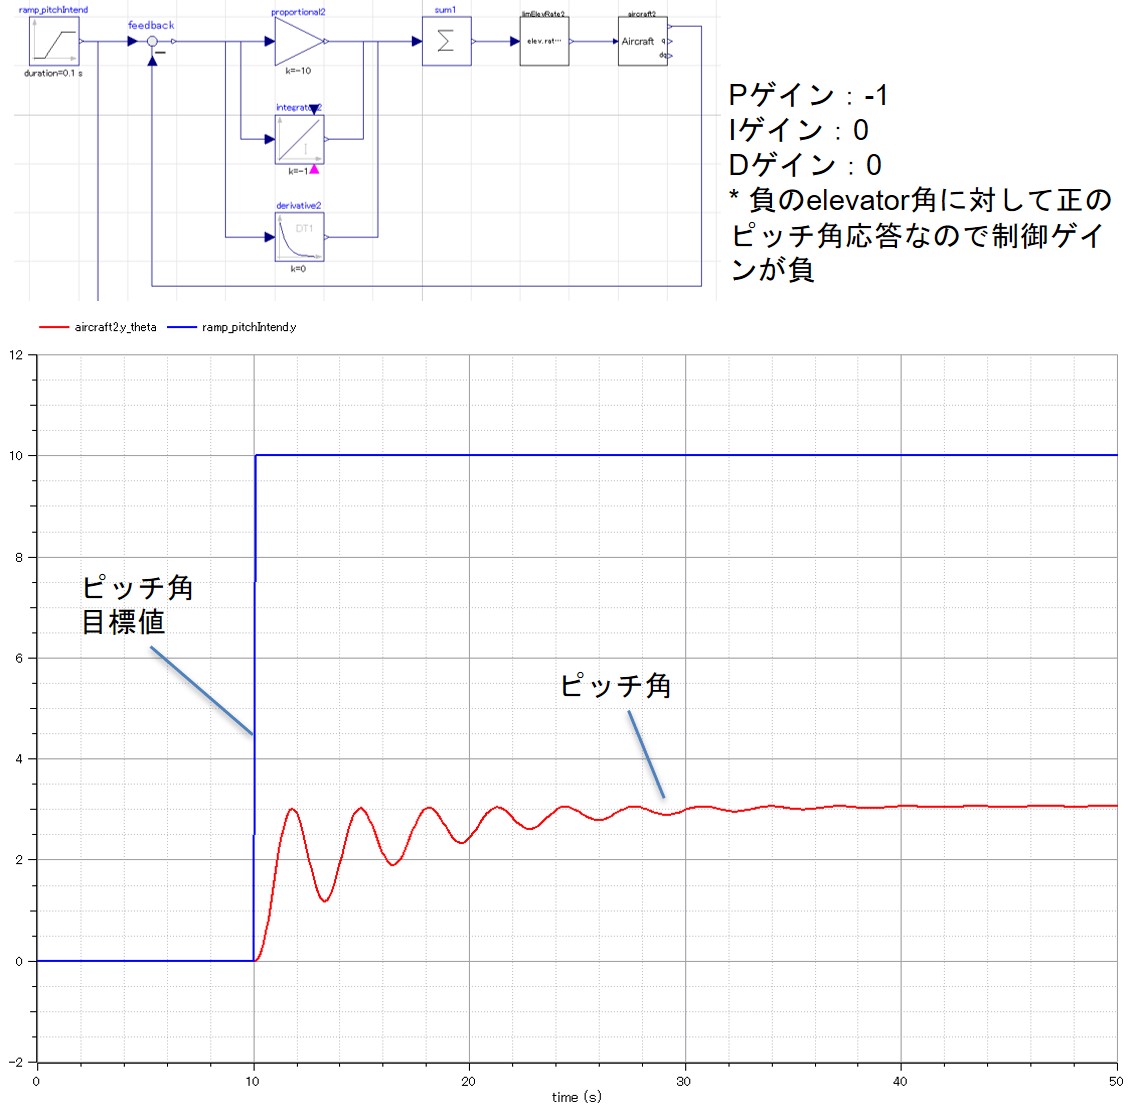 ramp_pitchIntend
feedback
proportional2
sum1
limElevRate2
aircraft2
elev.rat…
Aircraft
q
dq
duration=0.1 s
k=-10
k=-1
I
derivative2
DT1
k=0
Pゲイン：-1
Iゲイン：0
Dゲイン：0
* 負のelevator角に対して正の
ピッチ角応答なので制御ゲイ
ンが負
aircraft2.y_theta
ramp_pitchIntend.y
12
10
8
6
4
2
0
-2
ピッチ角
目標値
ピッチ角
0 10 20 30 40 50
time (s)